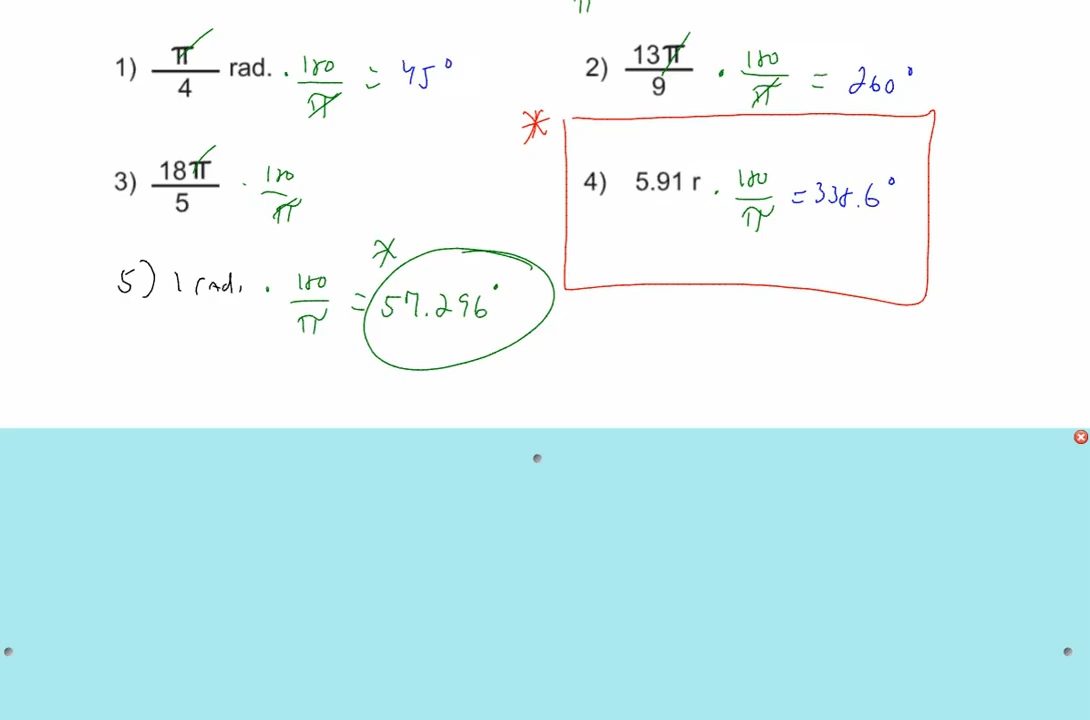 π
1) π/4 rad. · 180/π = 45°
2) 13π/9 · 180/π = 260°
*
3) 18π/5 · 180/π
4) 5.91 r · 180/π = 338.6°
*
5) 1 rad. · 180/π = 57.296°